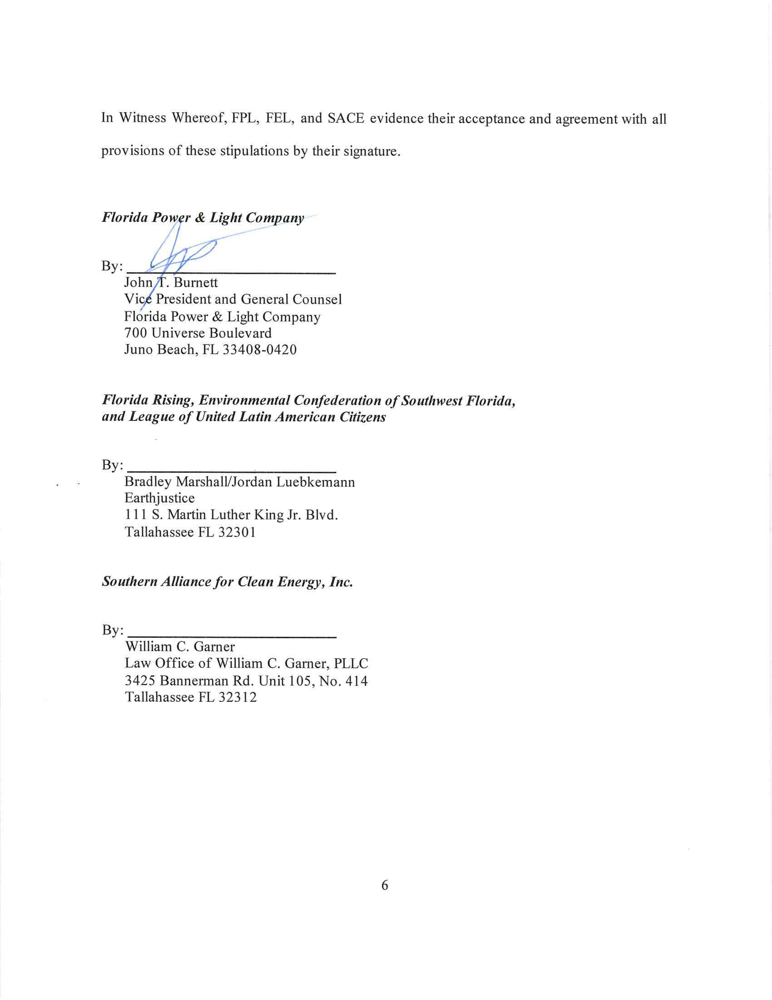 In Witness Whereof, FPL, FEL, and SACE evidence their acceptance and agreement with all
provisions of these stipulations by their signature.
Florida Power & Light Company
By:
John T. Burnett
Vice President and General Counsel
Florida Power & Light Company
700 Universe Boulevard
Juno Beach, FL 33408-0420
Florida Rising, Environmental Confederation of Southwest Florida,
and League of United Latin American Citizens
By:
Bradley Marshall/Jordan Luebkemann
Earthjustice
111 S. Martin Luther King Jr. Blvd.
Tallahassee FL 32301
Southern Alliance for Clean Energy, Inc.
By:
William C. Garner
Law Office of William C. Garner, PLLC
3425 Bannerman Rd. Unit 105, No. 414
Tallahassee FL 32312
6